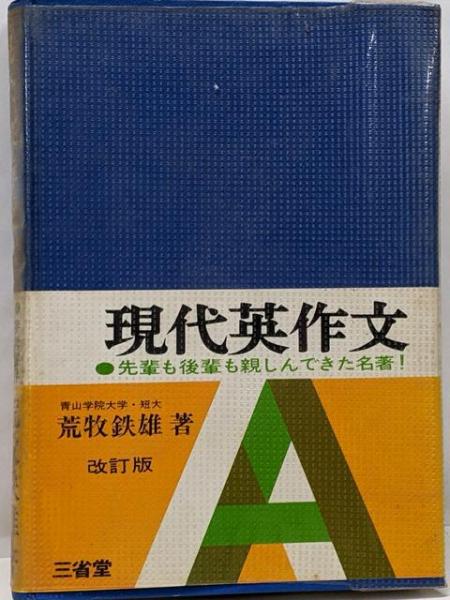 現代英作文
●先輩も後輩も親しんできた名著!
青山学院大学・短大
荒牧鉄雄 著
改訂版
A
三省堂